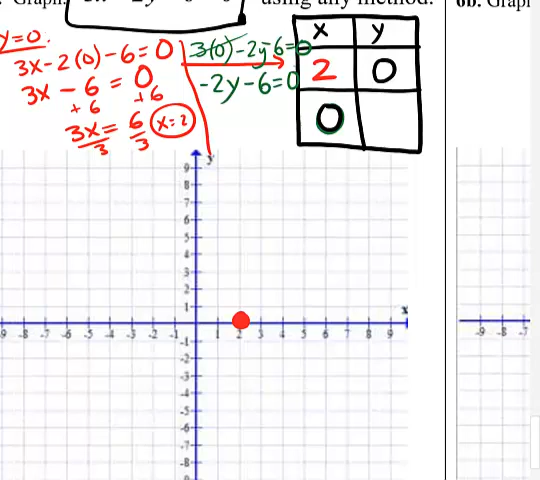 Graph.
using any method.
6b. Graph
y=0.
3x-2(0)-6=0
3x-6=0
+6 +6
3x=6
3 3
x=2
3(0)-2y-6=0
-2y-6=0
x y
2 0
0
y
9
8
7
6
5
4
3
2
1
-9 -8 -7 -6 -5 -4 -3 -2 -1 1 2 3 4 5 6 7 8 9
x
-1
-2
-3
-4
-5
-6
-7
-8
-9 -8 -7